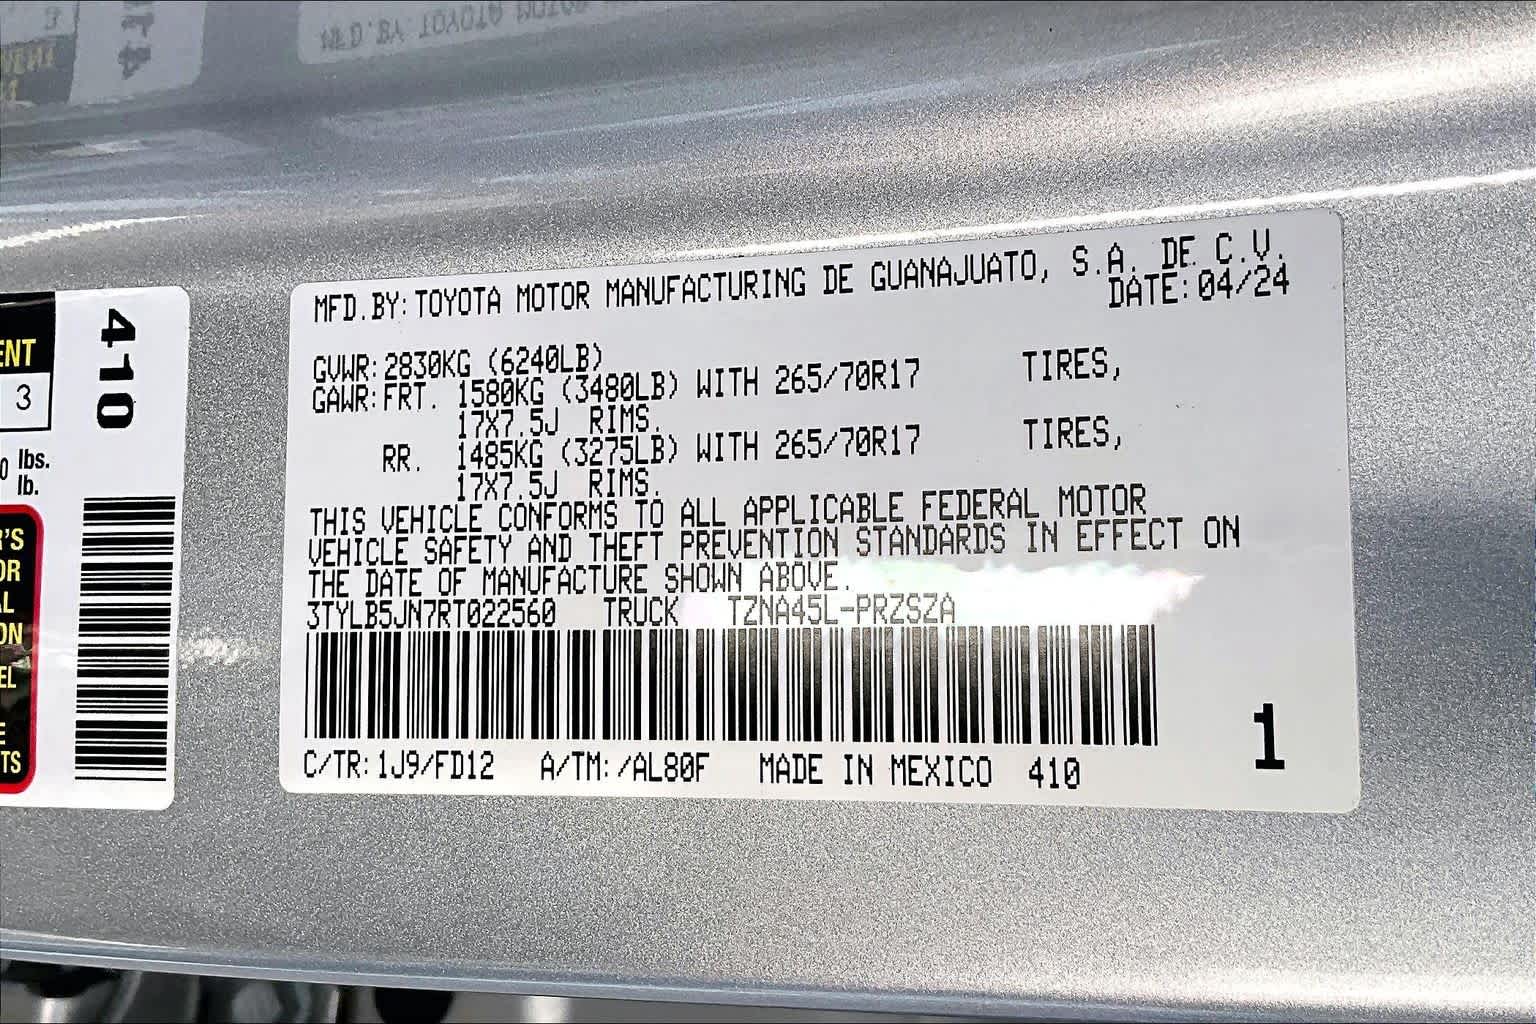 MFD.BY: TOYOTA MOTOR MANUFACTURING DE GUANAJUATO, S.A. DE C.V.
DATE: 04/24
GVWR: 2830KG (6240LB)
GAWR: FRT. 1580KG (3480LB) WITH 265/70R17 TIRES,
17X7.5J RIMS.
RR. 1485KG (3275LB) WITH 265/70R17 TIRES,
17X7.5J RIMS.
THIS VEHICLE CONFORMS TO ALL APPLICABLE FEDERAL MOTOR
VEHICLE SAFETY AND THEFT PREVENTION STANDARDS IN EFFECT ON
THE DATE OF MANUFACTURE SHOWN ABOVE.
3TYLB5JN7RT022560 TRUCK TZNA45L-PRZSZA
C/TR: 1J9/FD12 A/TM: /AL80F MADE IN MEXICO 410
1
410
3
lbs.
lb.